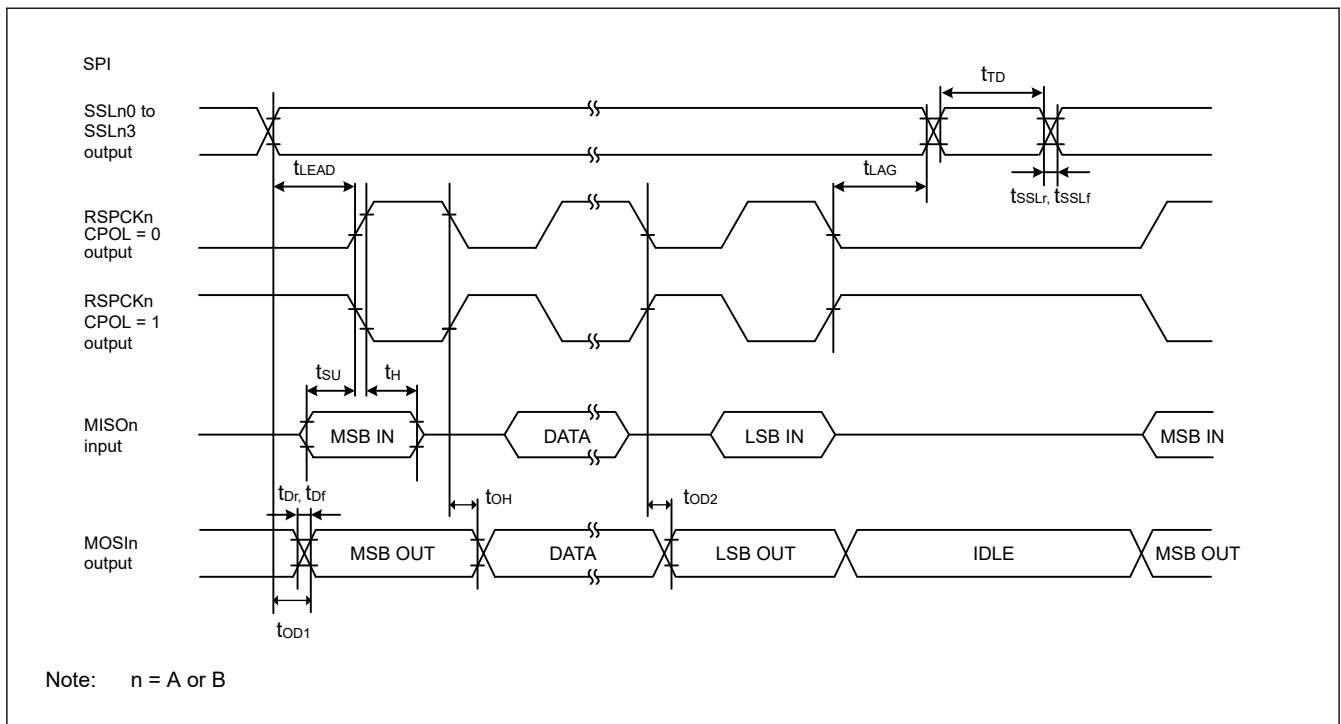 SPI
SSLn0 to
SSLn3
output
tTD
tLEAD
tLAG
tSSLr, tSSLf
RSPCKn
CPOL = 0
output
RSPCKn
CPOL = 1
output
tSU
tH
MISOn
input
MSB IN
DATA
LSB IN
MSB IN
tDr, tDf
tOH
tOD2
MOSIn
output
MSB OUT
DATA
LSB OUT
IDLE
MSB OUT
tOD1
Note: n = A or B